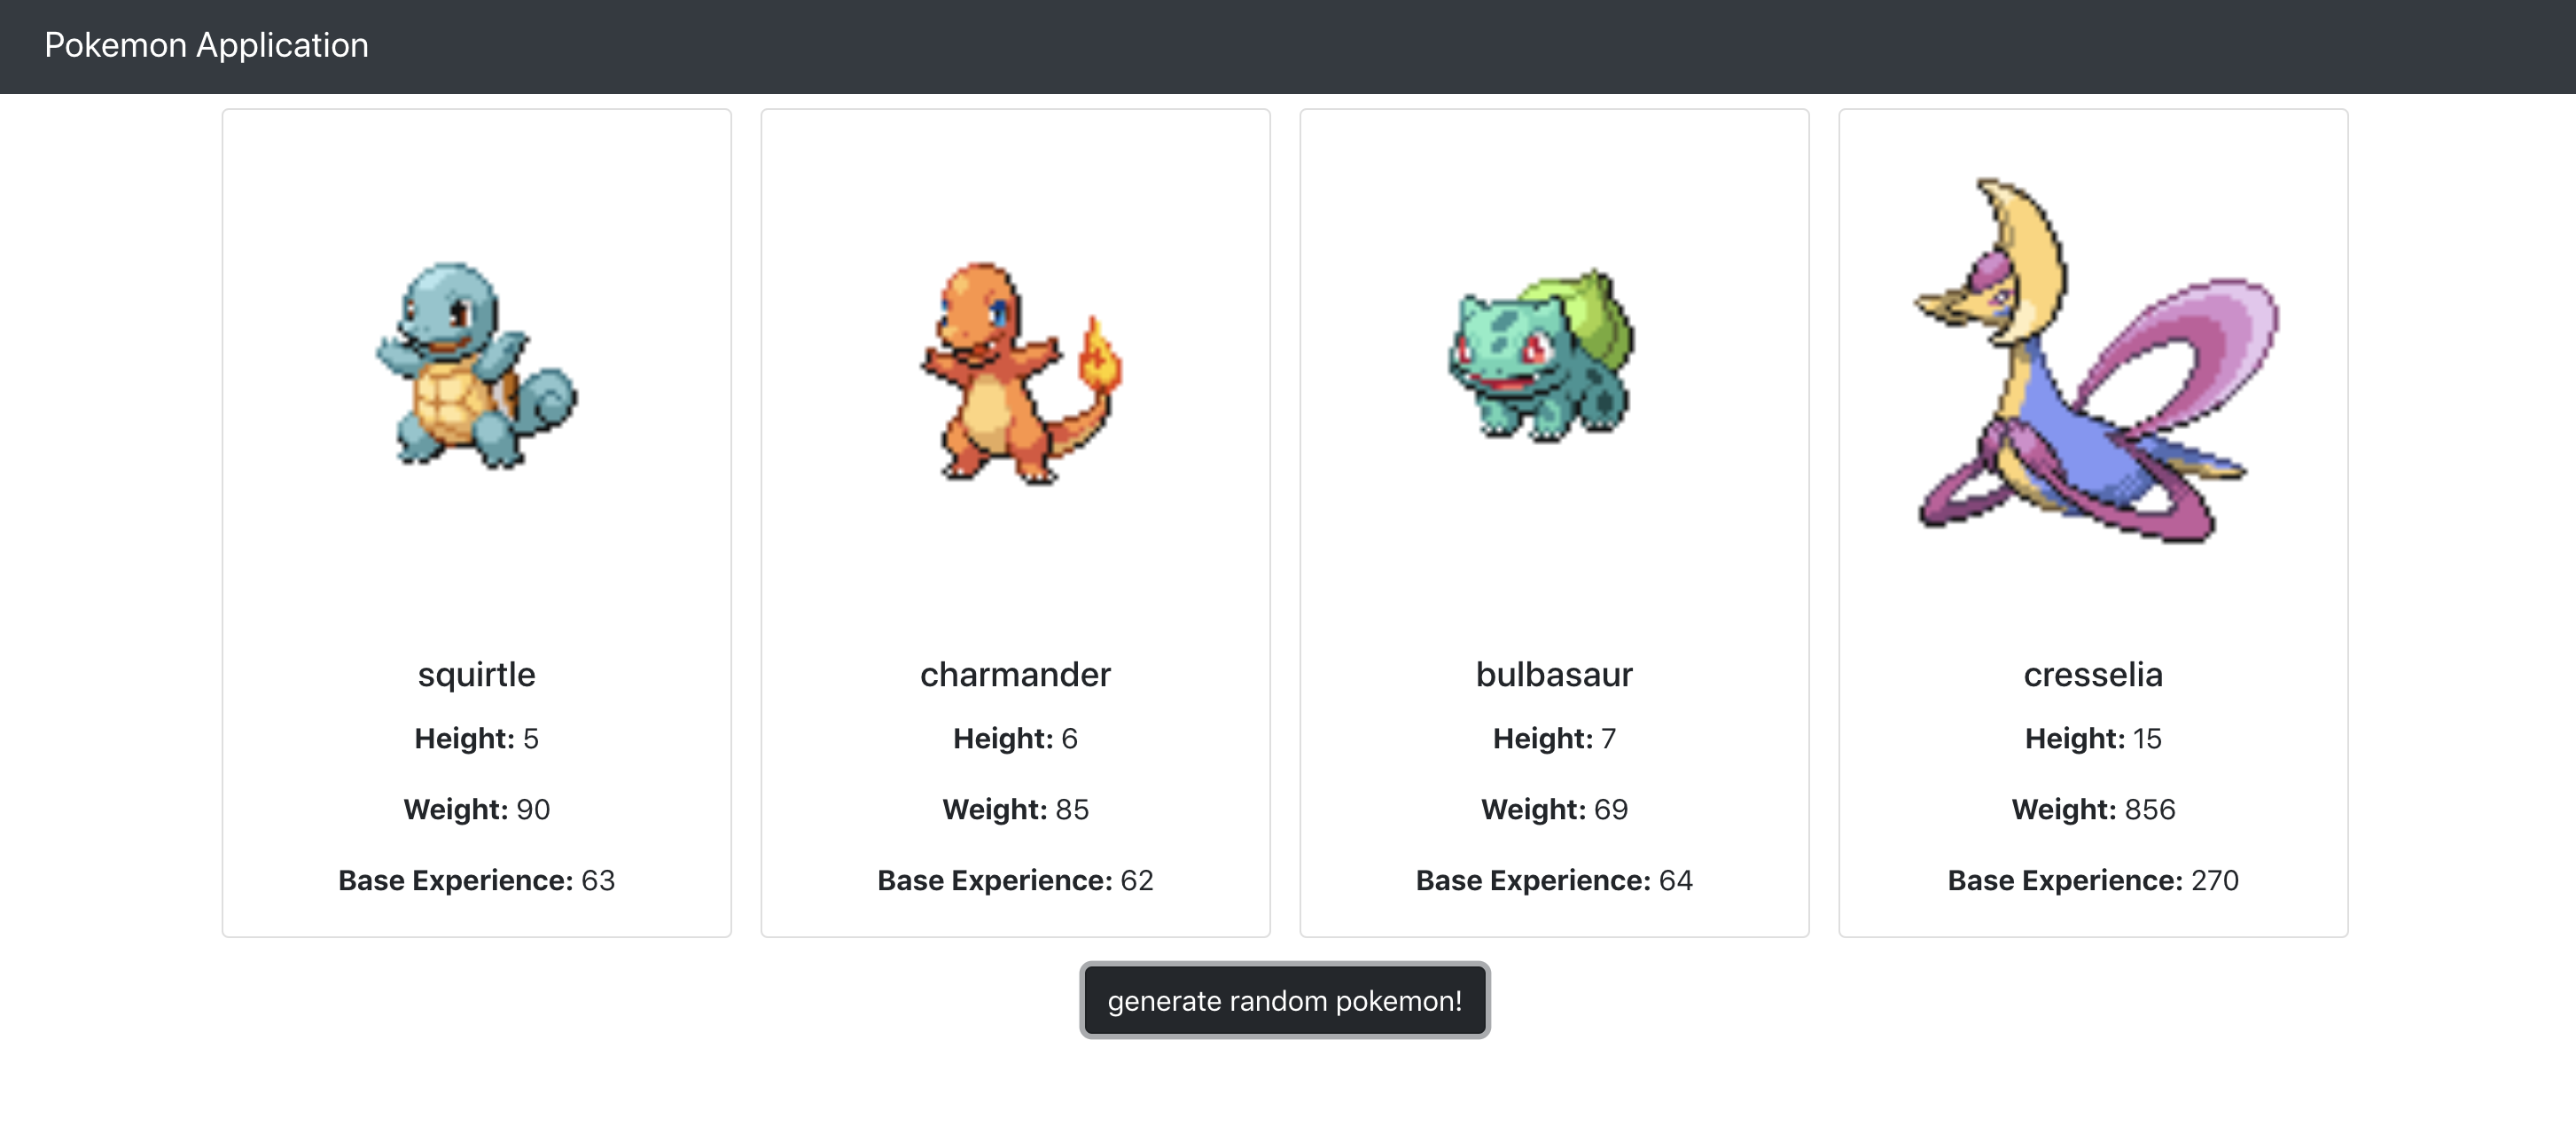 Pokemon Application
squirtle
Height: 5
Weight: 90
Base Experience: 63
charmander
Height: 6
Weight: 85
Base Experience: 62
bulbasaur
Height: 7
Weight: 69
Base Experience: 64
cresselia
Height: 15
Weight: 856
Base Experience: 270
generate random pokemon!